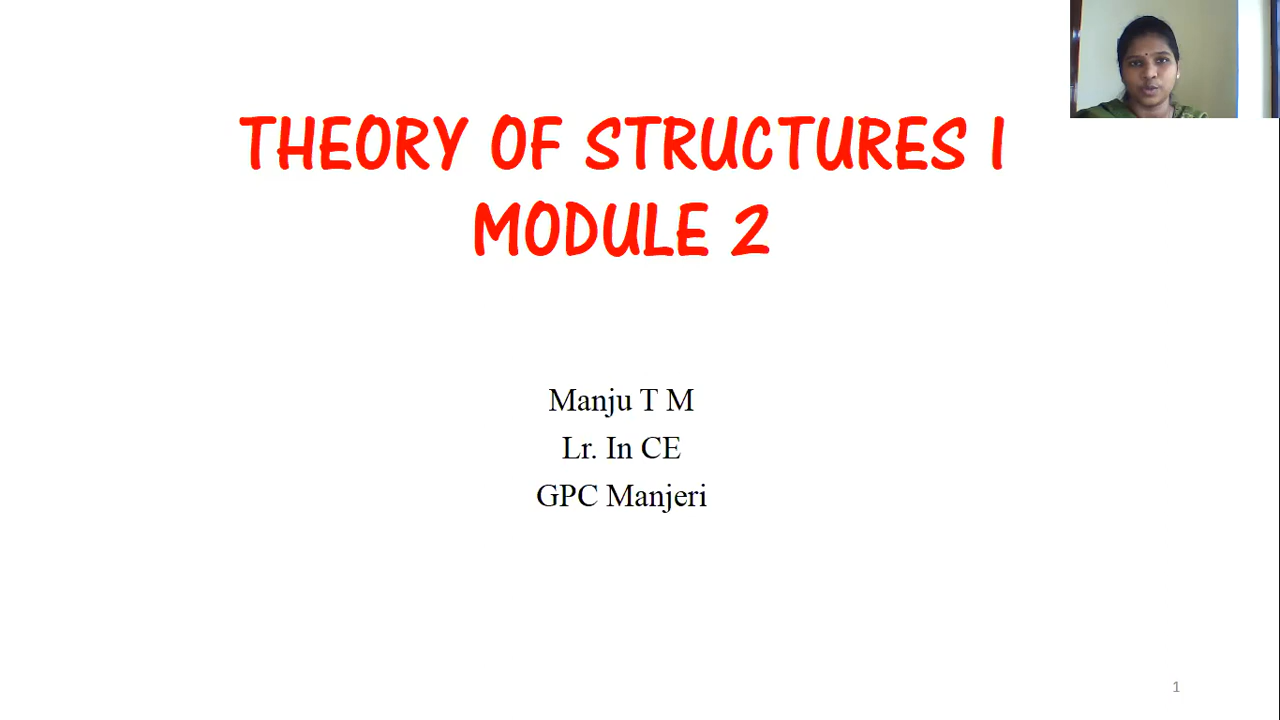 THEORY OF STRUCTURES I
MODULE 2
Manju T M
Lr. In CE
GPC Manjeri
1